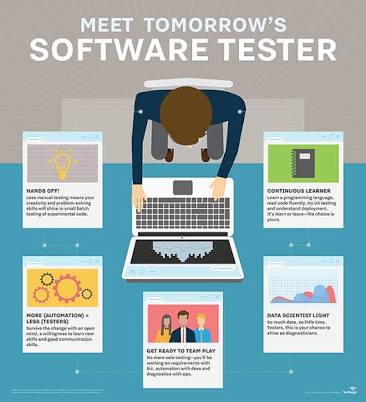 MEET TOMORROW'S
SOFTWARE TESTER
HANDS OFF!
Less manual testing means your
creativity and problem-solving
skills will shine in small batch
testing of experimental code.
CONTINUOUS LEARNER
Learn a programming language,
read code fluently, try UX testing
and understand deployment.
It's learn or leave—the choice is
yours.
MORE (AUTOMATION) =
LESS (TESTERS)
Survive the change with an open
mind, a willingness to learn new
skills and good communication
skills.
DATA SCIENTIST LIGHT
So much data, so little time.
Testers, this is your chance to
shine as diagnosticians.
GET READY TO TEAM PLAY
No more solo testing—you'll be
working on requirements with
biz, automation with devs and
diagnostics with ops.
TechTarget